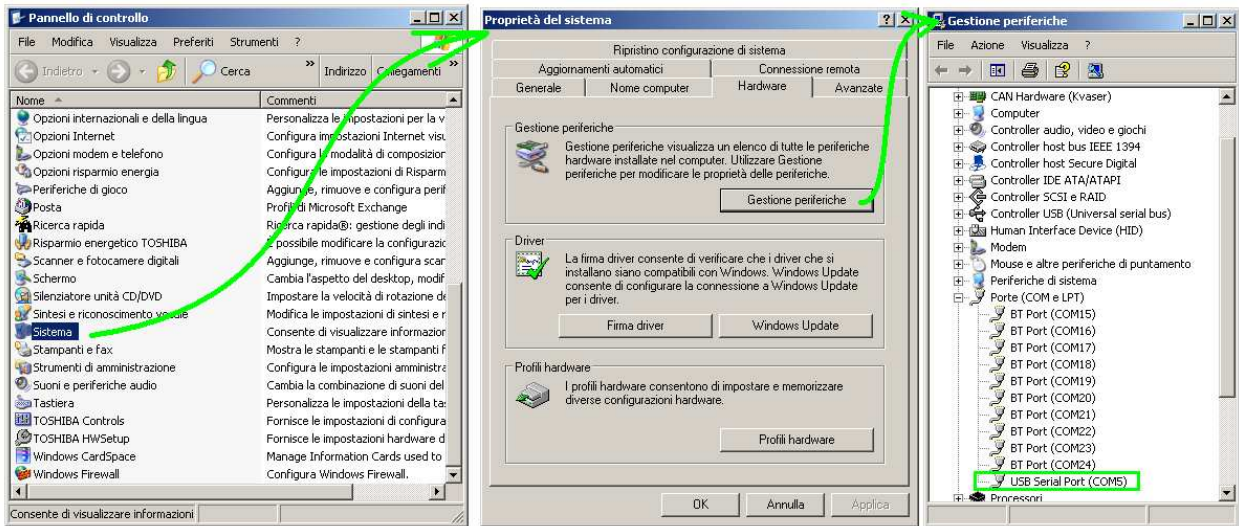 Pannello di controllo
File Modifica Visualizza Preferiti Strumenti ?
Indietro Cerca » Indirizzo Collegamenti »
Nome Commenti
Opzioni internazionali e della lingua Personalizza le impostazioni per la v
Opzioni Internet Configura impostazioni Internet visu
Opzioni modem e telefono Configura la modalità di composizior
Opzioni risparmio energia Configura le impostazioni di Risparm
Periferiche di gioco Aggiunge, rimuove e configura perif
Posta Profili di Microsoft Exchange
Ricerca rapida Ricerca rapida®: gestione degli indi
Risparmio energetico TOSHIBA È possibile modificare la configurazic
Scanner e fotocamere digitali Aggiunge, rimuove e configura scar
Schermo Cambia l'aspetto del desktop, modif
Silenziatore unità CD/DVD Impostare la velocità di rotazione de
Sintesi e riconoscimento vocale Modifica le impostazioni di sintesi e r
Sistema Consente di visualizzare informazior
Stampanti e fax Mostra le stampanti e le stampanti f
Strumenti di amministrazione Configura le impostazioni amministra
Suoni e periferiche audio Cambia la combinazione di suoni del
Tastiera Personalizza le impostazioni della tas
TOSHIBA Controls Fornisce le impostazioni di configura
TOSHIBA HWSetup Fornisce le impostazioni hardware d
Windows CardSpace Manage Information Cards used to
Windows Firewall Configura Windows Firewall.
Consente di visualizzare informazioni
Proprietà del sistema
Ripristino configurazione di sistema
Aggiornamenti automatici Connessione remota
Generale Nome computer Hardware Avanzate
Gestione periferiche
Gestione periferiche visualizza un elenco di tutte le periferiche
hardware installate nel computer. Utilizzare Gestione
periferiche per modificare le proprietà delle periferiche.
Gestione periferiche
Driver
La firma driver consente di verificare che i driver che si
installano siano compatibili con Windows. Windows Update
consente di configurare la connessione a Windows Update
per i driver.
Firma driver Windows Update
Profili hardware
I profili hardware consentono di impostare e memorizzare
diverse configurazioni hardware.
Profili hardware
OK Annulla Applica
Gestione periferiche
File Azione Visualizza ?
CAN Hardware (Kvaser)
Computer
Controller audio, video e giochi
Controller host bus IEEE 1394
Controller host Secure Digital
Controller IDE ATA/ATAPI
Controller SCSI e RAID
Controller USB (Universal serial bus)
Human Interface Device (HID)
Modem
Mouse e altre periferiche di puntamento
Periferiche di sistema
Porte (COM e LPT)
BT Port (COM15)
BT Port (COM16)
BT Port (COM17)
BT Port (COM18)
BT Port (COM19)
BT Port (COM20)
BT Port (COM21)
BT Port (COM22)
BT Port (COM23)
BT Port (COM24)
USB Serial Port (COM5)
Processori